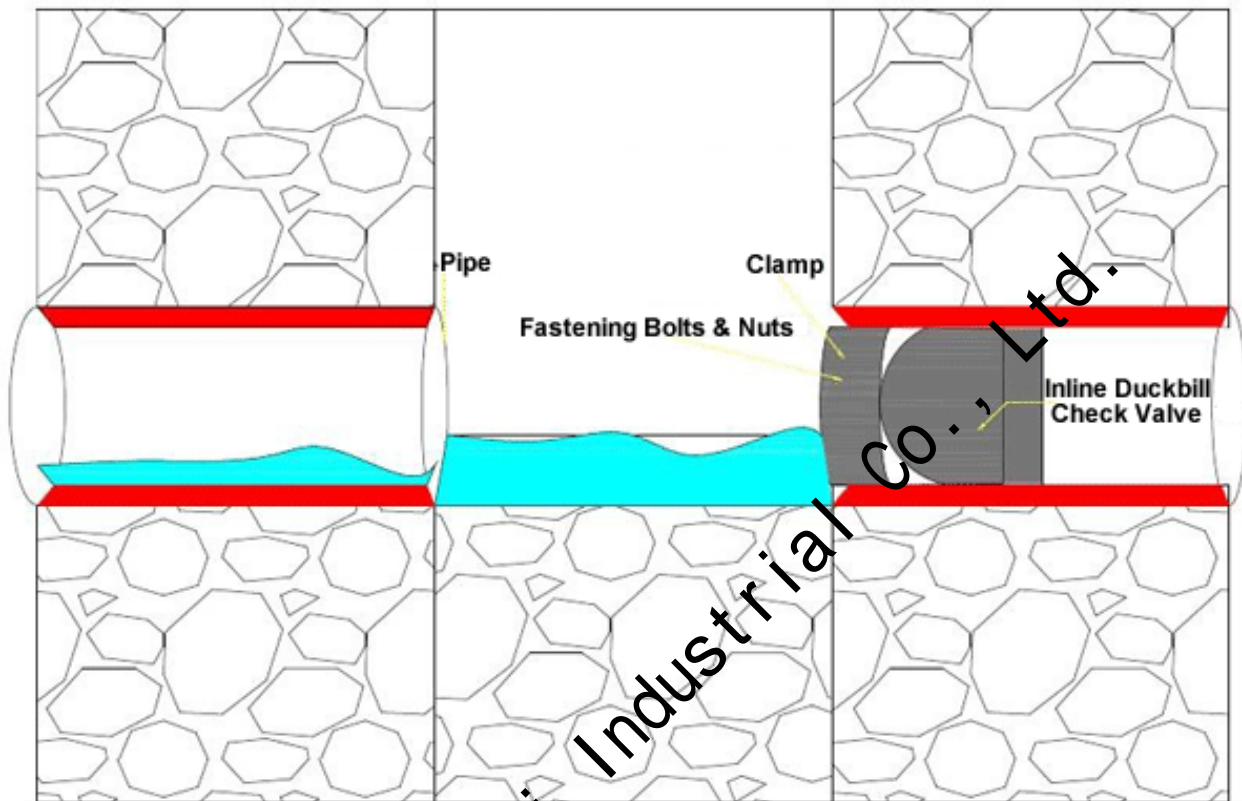 Pipe
Clamp
Fastening Bolts & Nuts
Inline Duckbill
Check Valve
Industrial Co., Ltd.